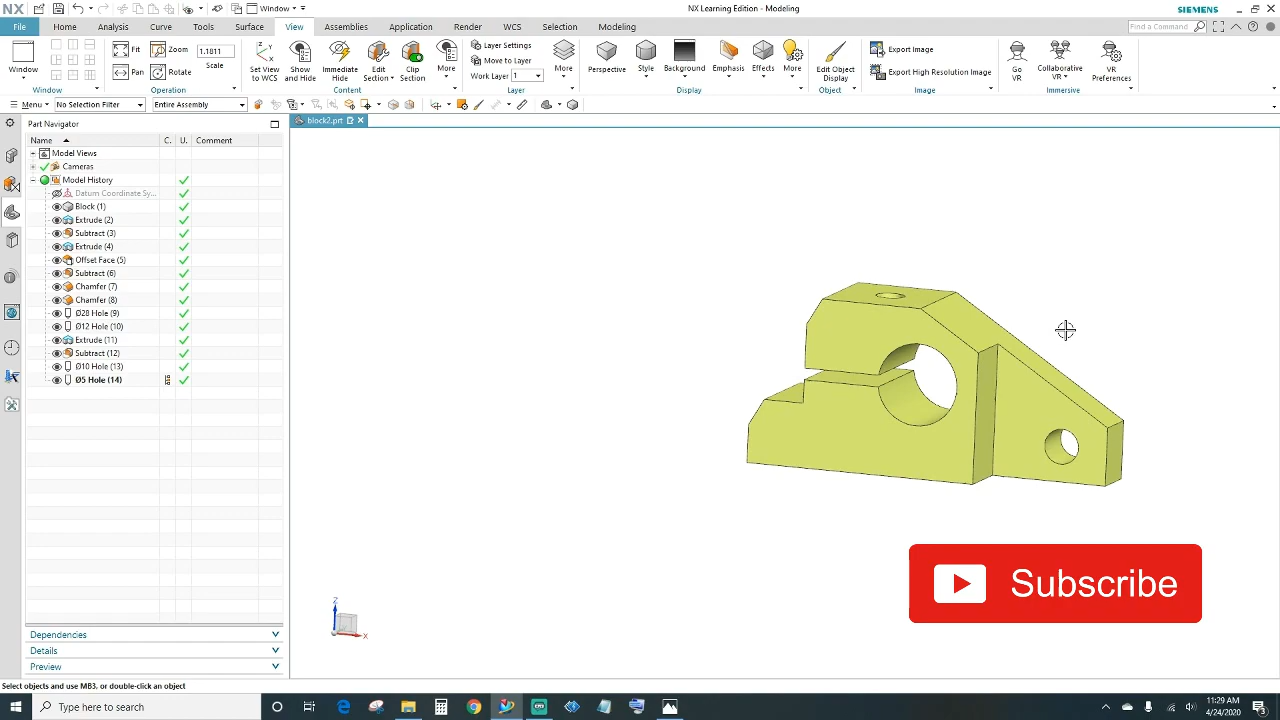 NX
Window
NX Learning Edition - Modeling
SIEMENS
File
Home
Analysis
Curve
Tools
Surface
View
Assemblies
Application
Render
WCS
Selection
Modeling
Find a Command
Window
Fit
Pan
Zoom
Rotate
1.1811
Scale
Set View
to WCS
Show
and Hide
Immediate
Hide
Edit
Section
Clip
Section
More
Layer Settings
Move to Layer
Work Layer
1
More
Perspective
Style
Background
Emphasis
Effects
More
Edit Object
Display
Export Image
Export High Resolution Image
Go
VR
Collaborative
VR
VR
Preferences
Window
Operation
Content
Layer
Display
Object
Image
Immersive
Menu
No Selection Filter
Entire Assembly
Part Navigator
block2.prt
Name
C.
U.
Comment
Model Views
Cameras
Model History
Datum Coordinate Sy...
Block (1)
Extrude (2)
Subtract (3)
Extrude (4)
Offset Face (5)
Subtract (6)
Chamfer (7)
Chamfer (8)
Ø28 Hole (9)
Ø12 Hole (10)
Extrude (11)
Subtract (12)
Ø10 Hole (13)
Ø5 Hole (14)
Z
X
Subscribe
Dependencies
Details
Preview
Select objects and use MB3, or double-click an object
Type here to search
11:29 AM
4/24/2020
3